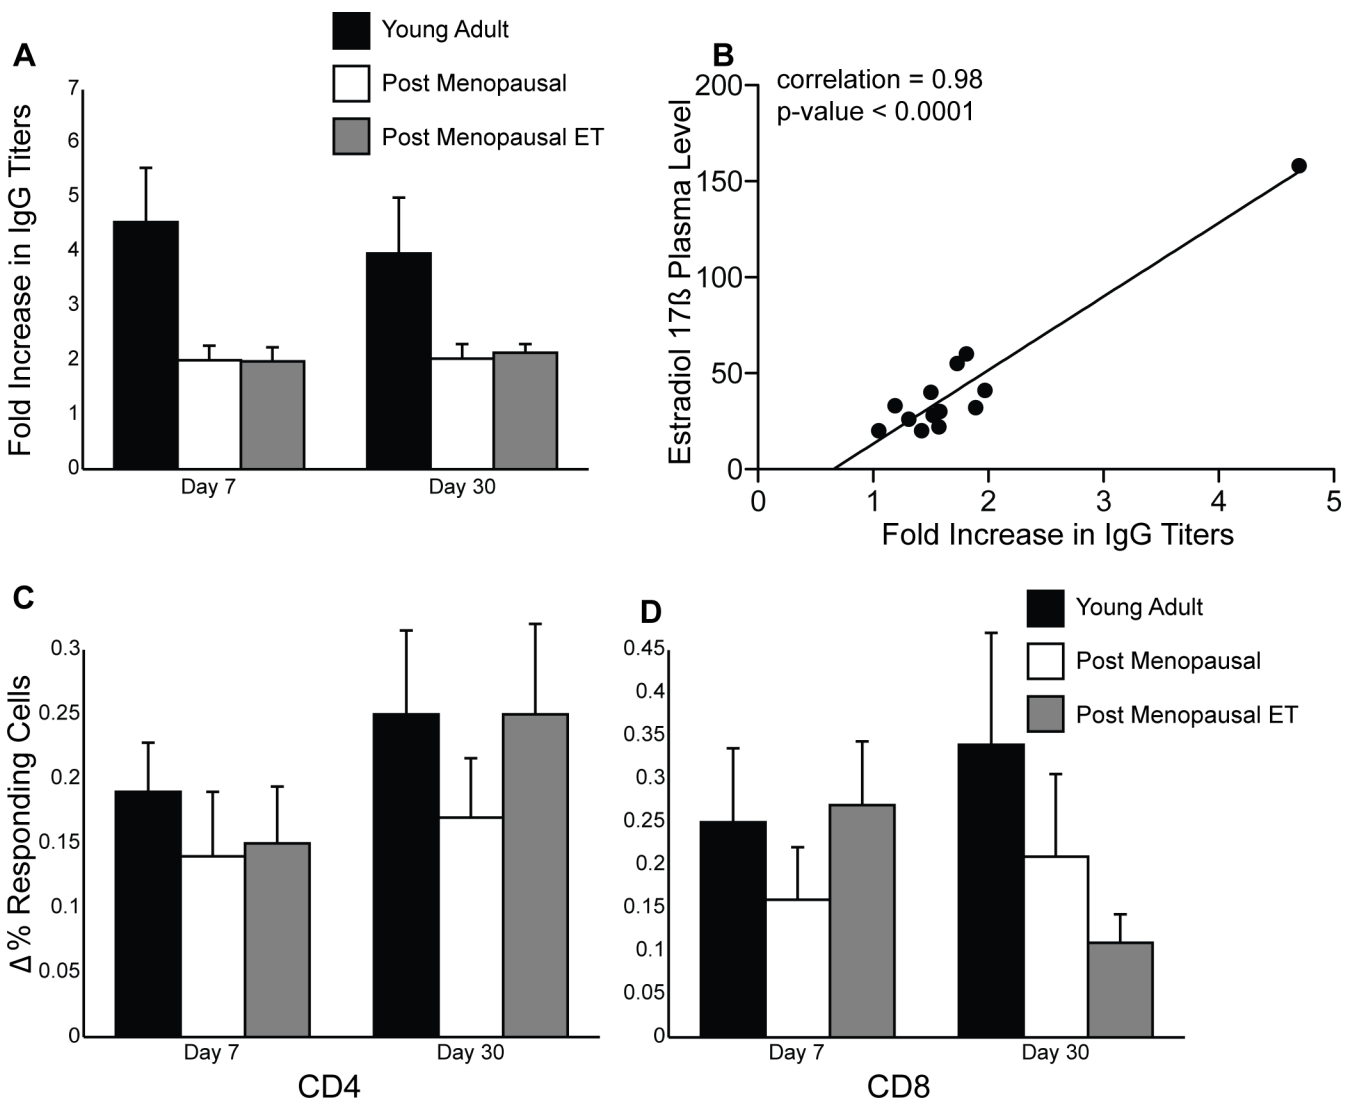 A
Young Adult
Post Menopausal
Post Menopausal ET
Fold Increase in IgG Titers
7
6
5
4
3
2
1
0
Day 7
Day 30
B
correlation = 0.98
p-value < 0.0001
Estradiol 17ß Plasma Level
200
150
100
50
0
0
1
2
3
4
5
Fold Increase in IgG Titers
C
Δ % Responding Cells
0.3
0.25
0.2
0.15
0.1
0.05
0
Day 7
Day 30
CD4
D
Young Adult
Post Menopausal
Post Menopausal ET
0.45
0.4
0.35
0.3
0.25
0.2
0.15
0.1
0.05
0
Day 7
Day 30
CD8